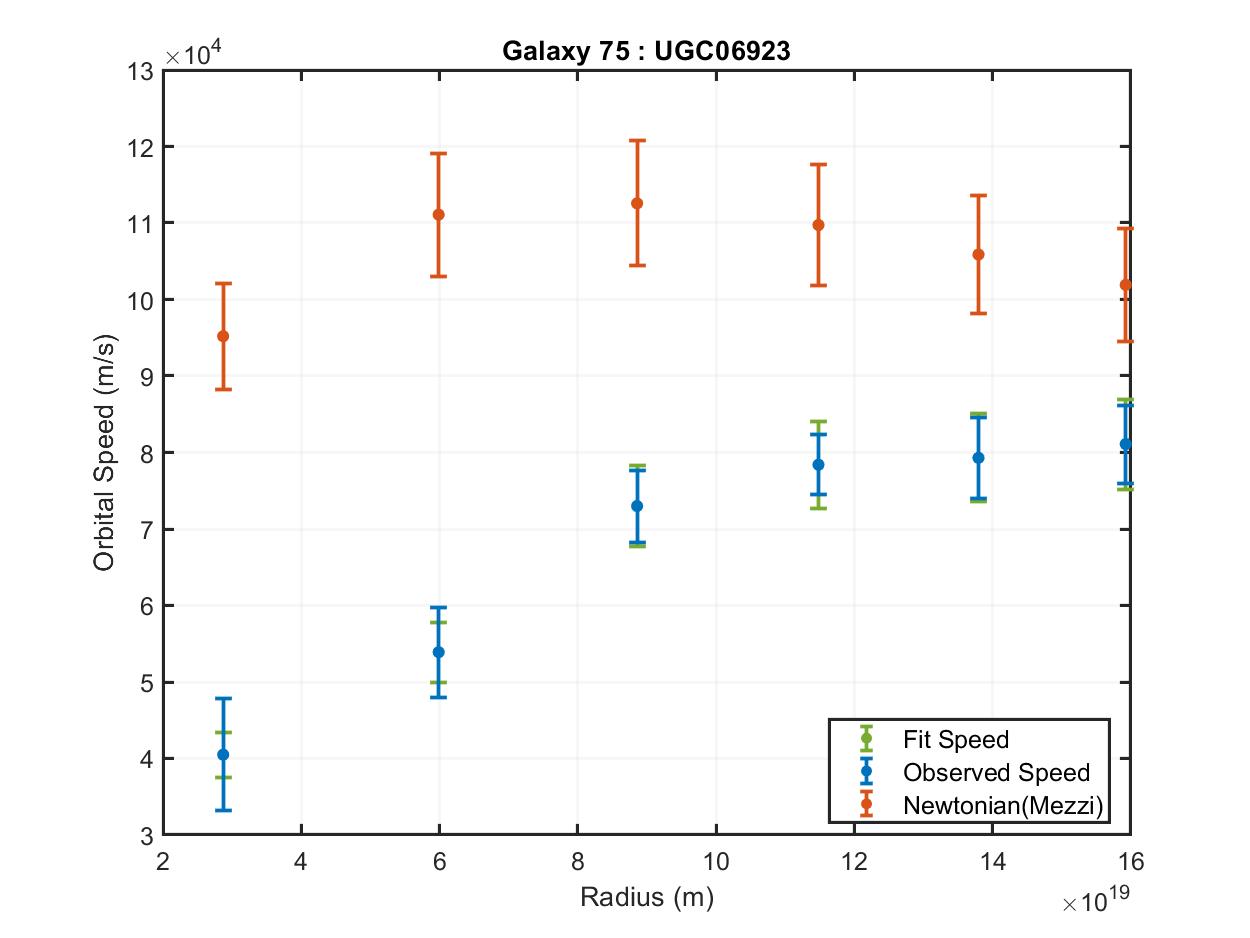 Galaxy 75 : UGC06923
×10⁴
13
12
11
10
9
8
7
6
5
4
3
Orbital Speed (m/s)
Fit Speed
Observed Speed
Newtonian(Mezzi)
2 4 6 8 10 12 14 16
Radius (m)
×10¹⁹